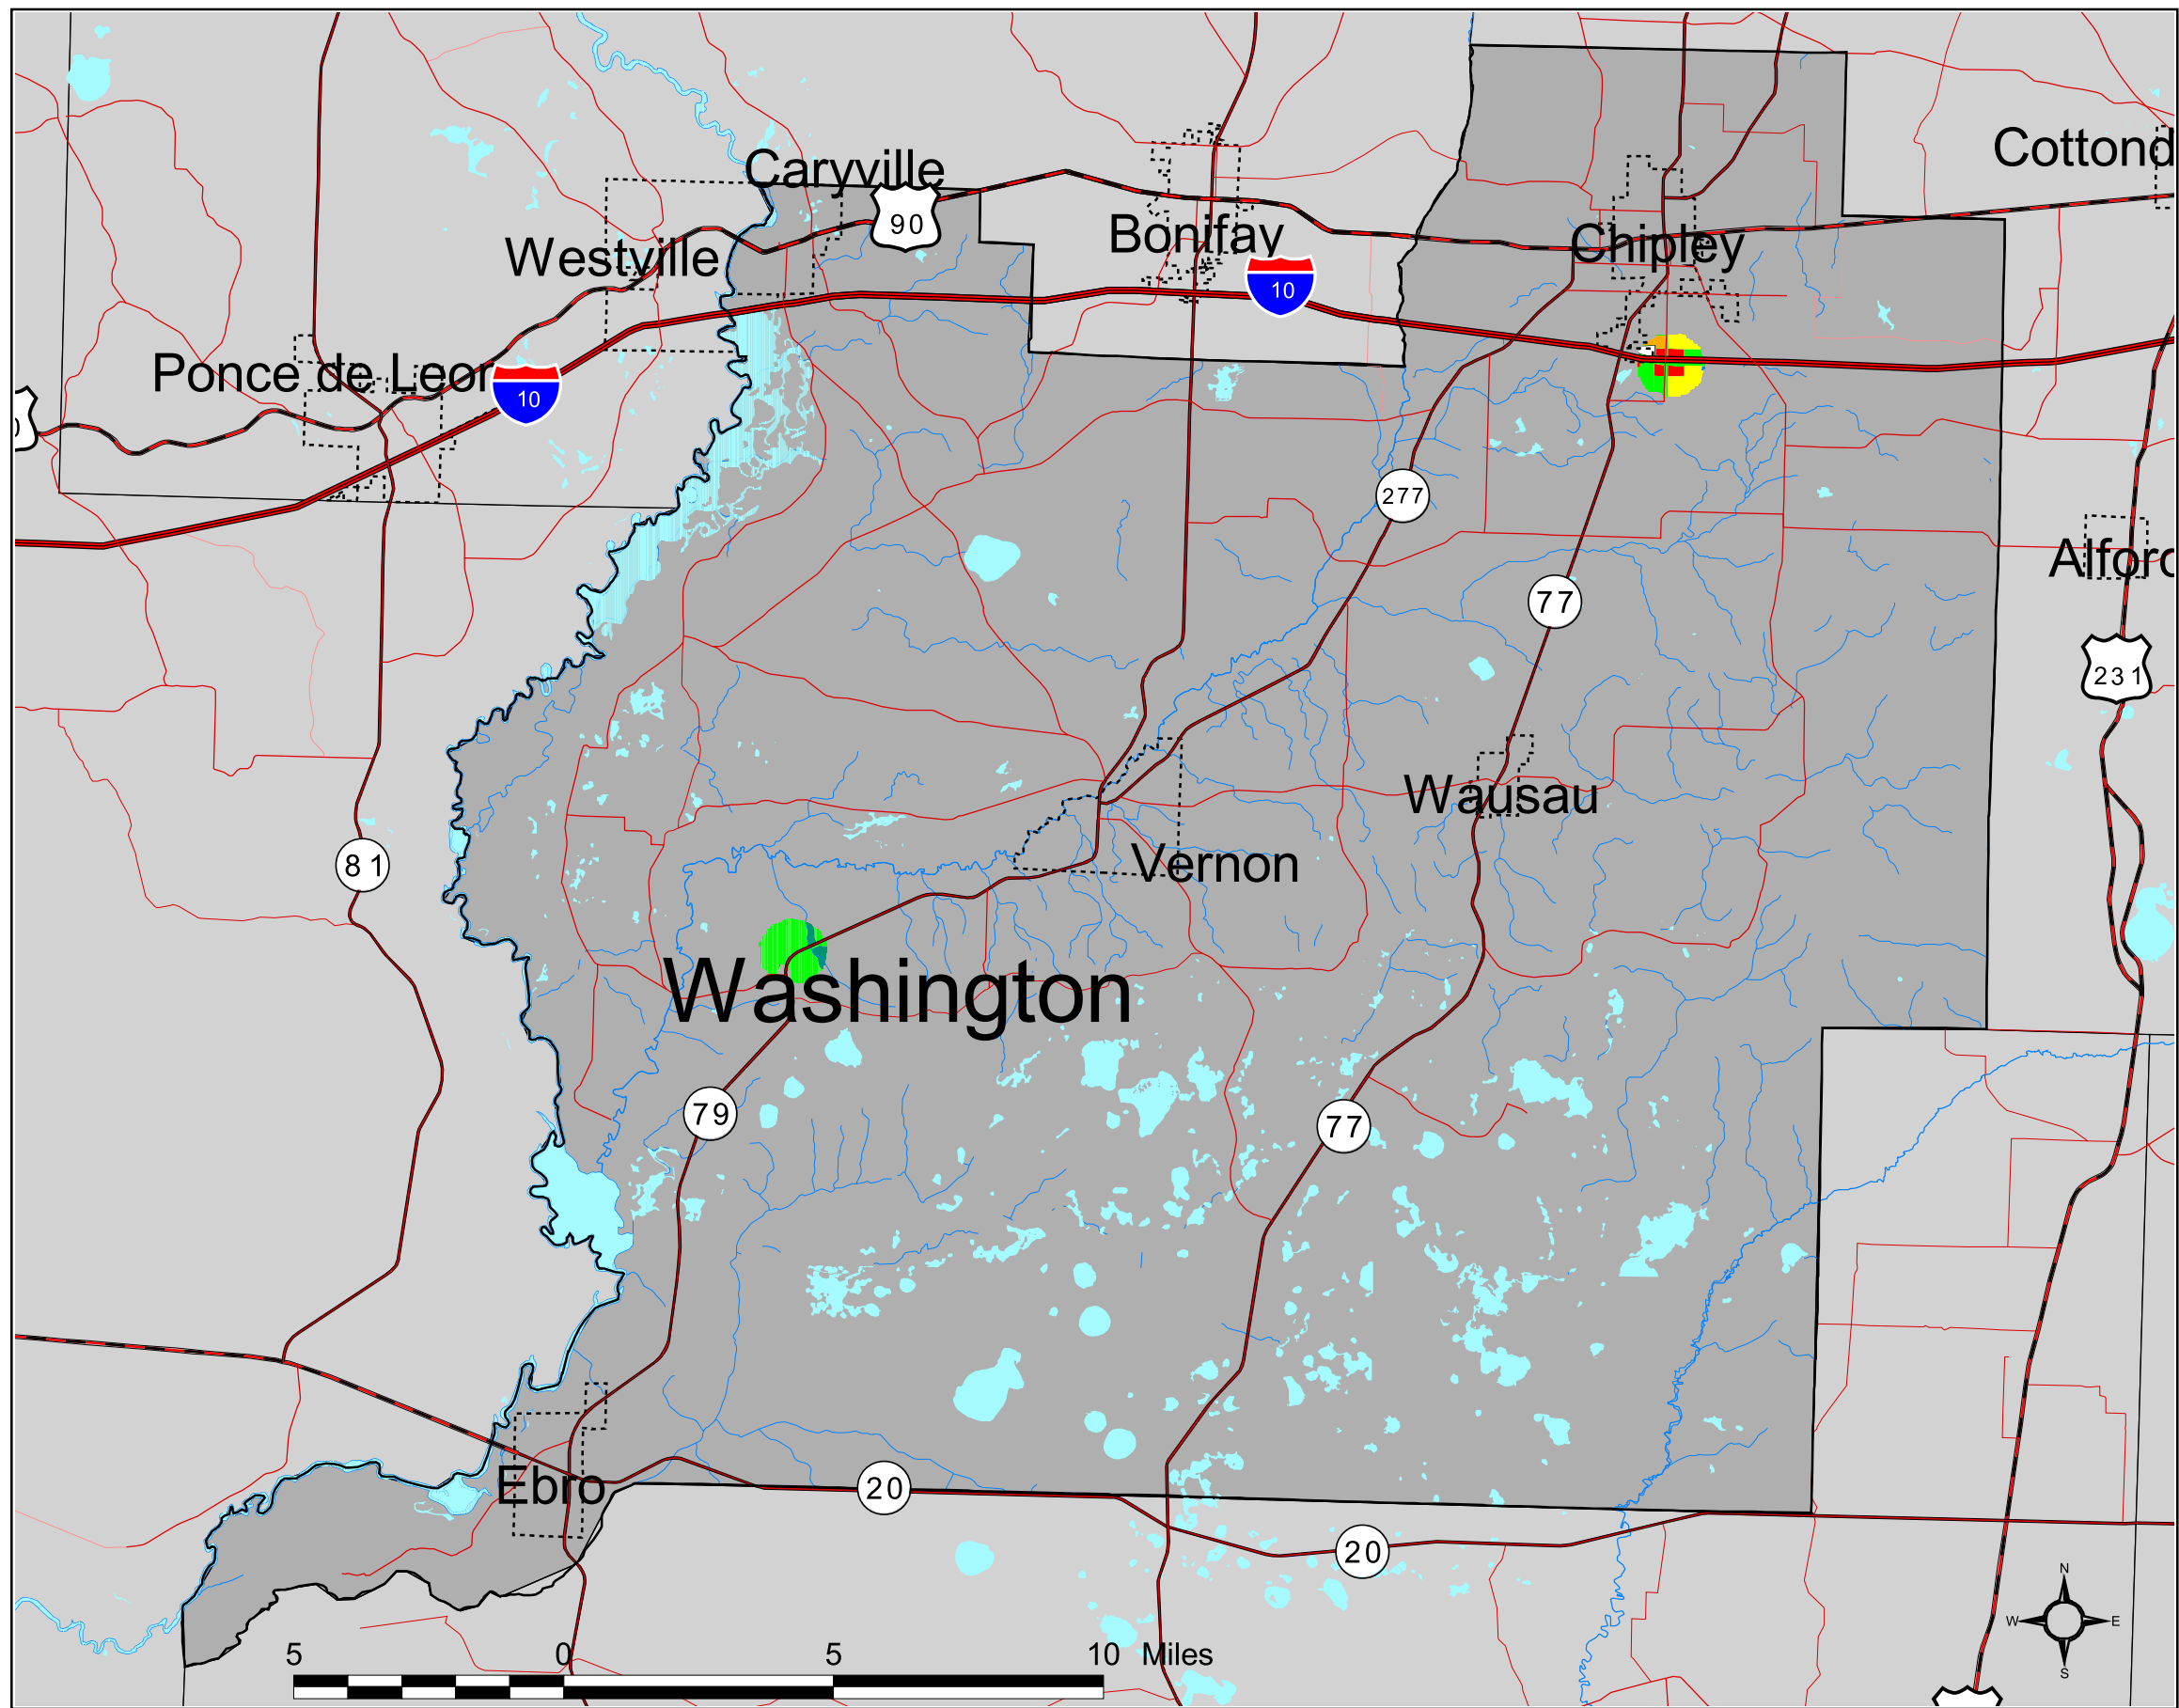 Cottond
Caryville
90
Bonifay
Chipley
Westville
10
Ponce de Leon
10
277
Alford
77
231
Wausau
Vernon
81
Washington
79
77
Ebro
20
20
N
W E
S
5 0 5 10 Miles